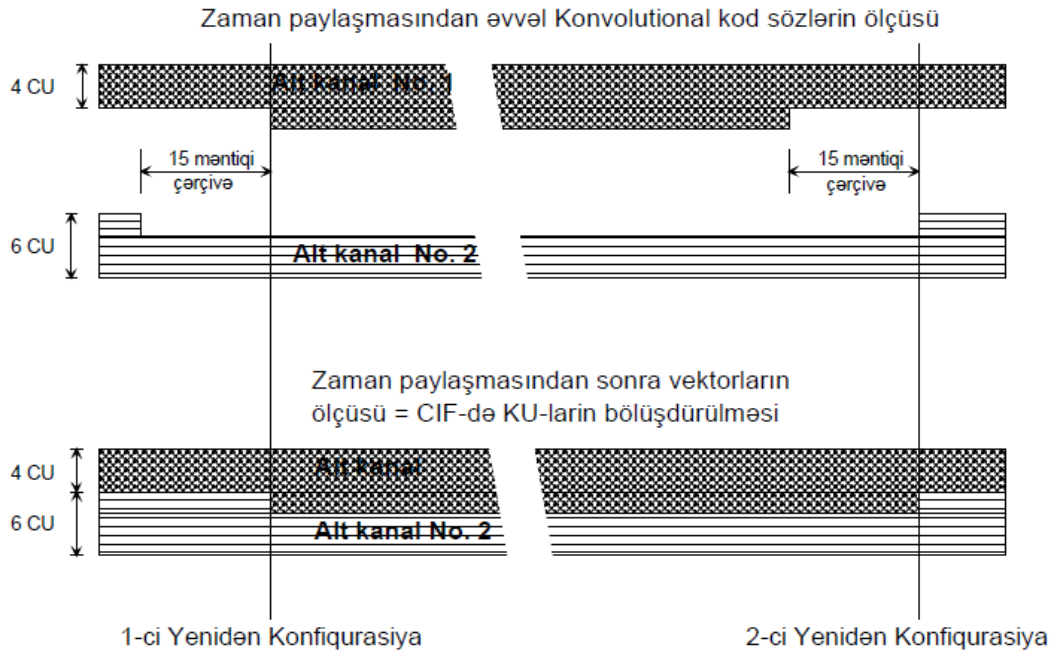 Zaman paylaşmasından əvvəl Konvolutional kod sözlərin ölçüsü
4 CU
Alt kanal No. 1
15 məntiqi
çərçivə
15 məntiqi
çərçivə
6 CU
Alt kanal No. 2
Zaman paylaşmasından sonra vektorların
ölçüsü = CIF-də KU-larin bölüşdürülməsi
4 CU
Alt kanal
6 CU
Alt kanal No. 2
1-ci Yenidən Konfiqurasiya
2-ci Yenidən Konfiqurasiya